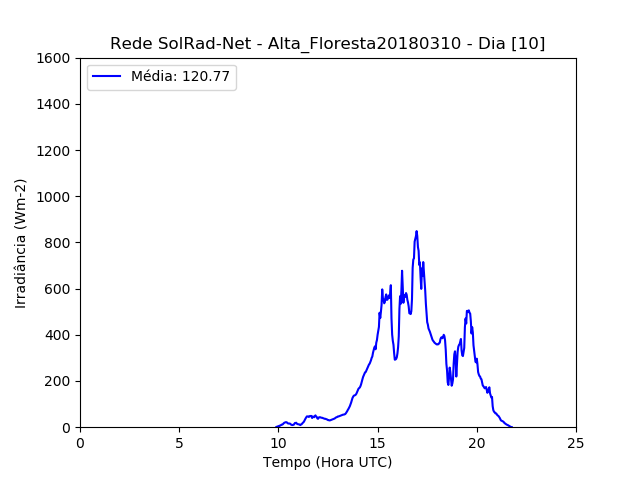 Rede SolRad-Net - Alta_Floresta20180310 - Dia [10]
Média: 120.77
1600
1400
1200
1000
800
600
400
200
0
Irradiância (Wm-2)
0 5 10 15 20 25
Tempo (Hora UTC)